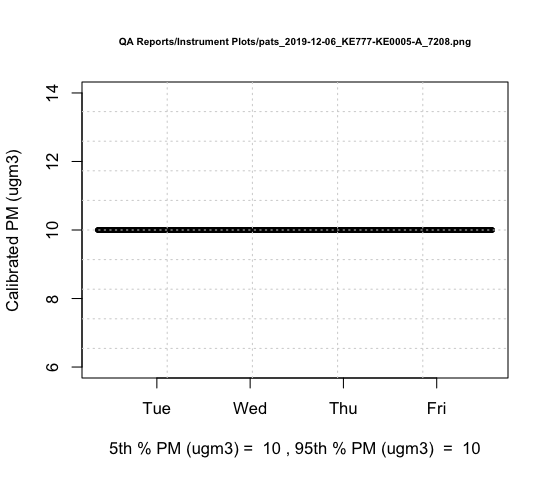 QA Reports/Instrument Plots/pats_2019-12-06_KE777-KE0005-A_7208.png
Calibrated PM (ugm3)
14
12
10
8
6
Tue Wed Thu Fri
5th % PM (ugm3) =  10 , 95th % PM (ugm3)  =  10